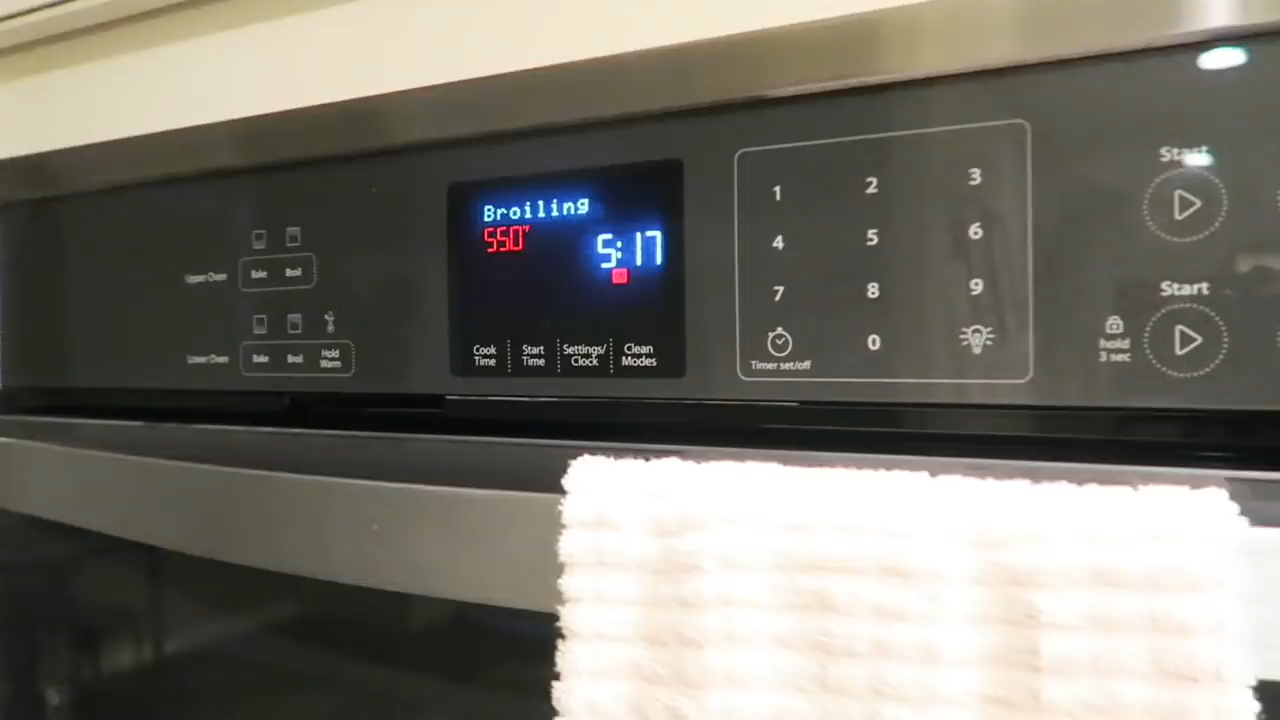 Broiling
550°F
5:17
Cook Time
Start Time
Settings/ Clock
Clean Modes
Upper Oven
Bake
Broil
Lower Oven
Bake
Broil
Hold Warm
1
2
3
4
5
6
7
8
9
Timer set/off
0
Start
Start
hold
3 sec